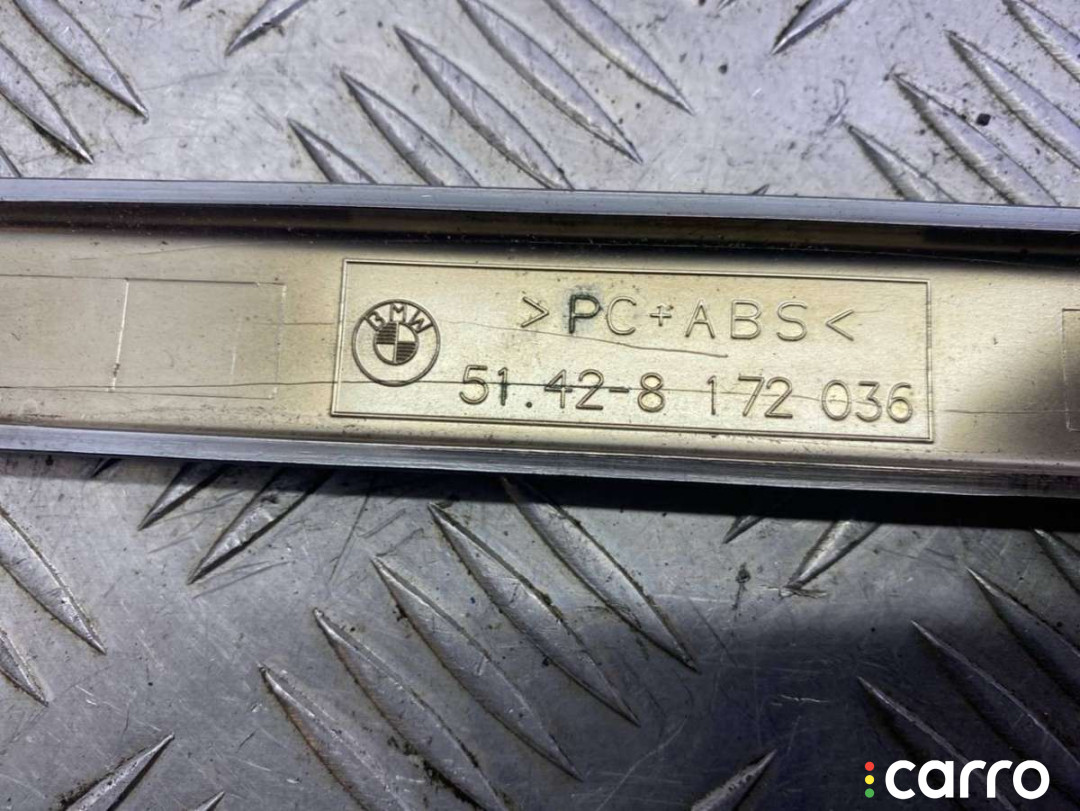 BMW
>PC+ABS<
51.42-8 172 036
carro